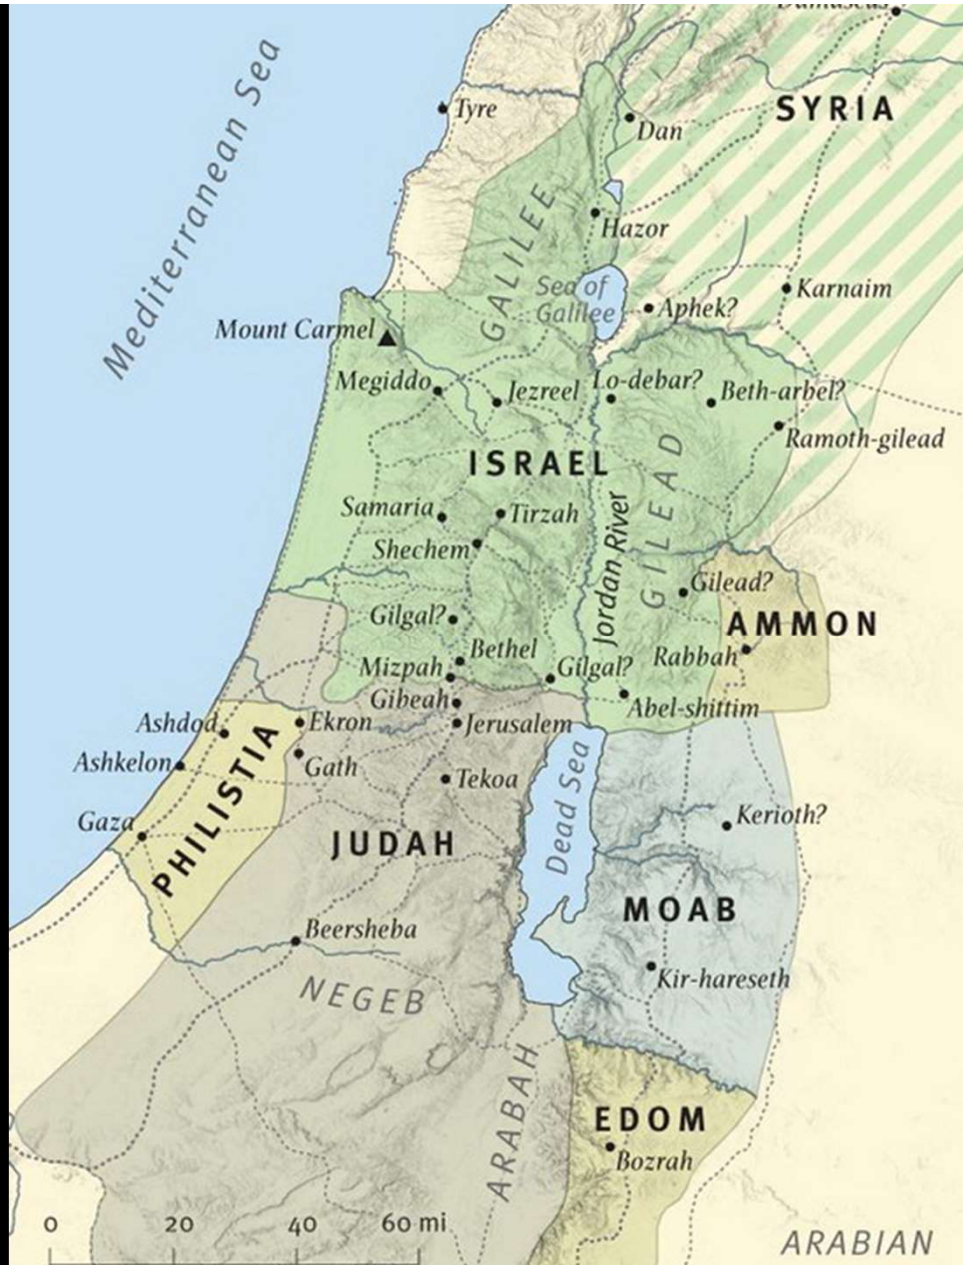 Damascus
Mediterranean Sea
Tyre
SYRIA
Dan
GALILEE
Hazor
Sea of
Galilee
Karnaim
Aphek?
Mount Carmel
Megiddo
Jezreel
Lo-debar?
Beth-arbel?
Ramoth-gilead
ISRAEL
GILEAD
Samaria
Tirzah
Jordan River
Shechem
Gilead?
Gilgal?
AMMON
Bethel
Mizpah
Gilgal?
Rabbah
Gibeah
Abel-shittim
Ashdod
Ekron
Jerusalem
Ashkelon
Gath
PHILISTIA
Tekoa
Dead Sea
Gaza
Kerioth?
JUDAH
MOAB
Beersheba
Kir-hareseth
NEGEB
ARABAH
EDOM
Bozrah
0 20 40 60 mi
ARABIAN